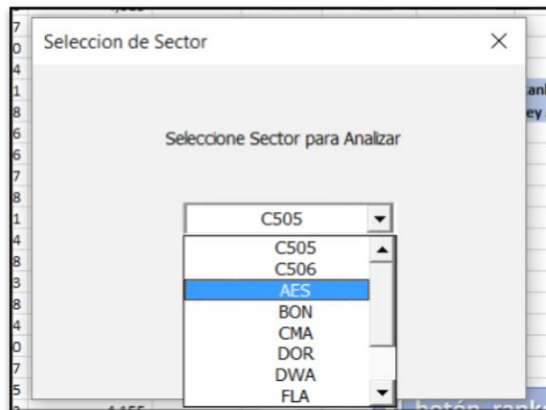 Seleccion de Sector
Seleccione Sector para Analizar
C505
C505
C506
AES
BON
CMA
DOR
DWA
FLA